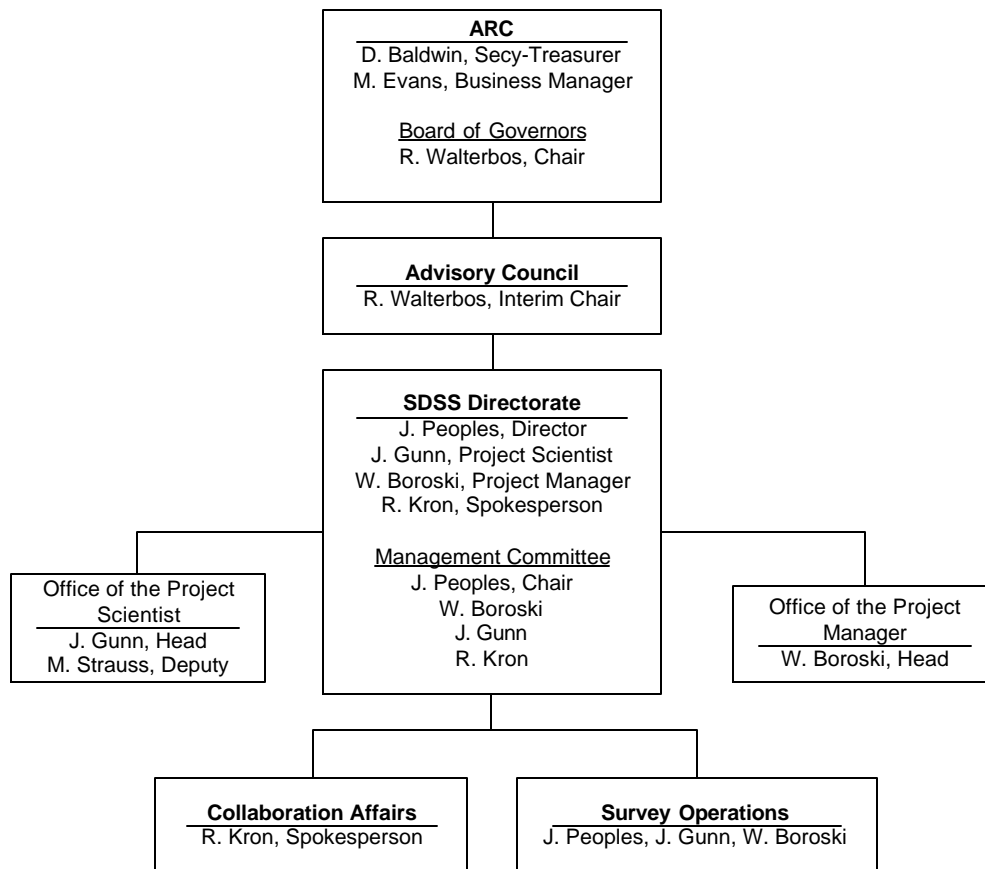 ARC
D. Baldwin, Secy-Treasurer
M. Evans, Business Manager
Board of Governors
R. Walterbos, Chair
Advisory Council
R. Walterbos, Interim Chair
SDSS Directorate
J. Peoples, Director
J. Gunn, Project Scientist
W. Boroski, Project Manager
R. Kron, Spokesperson
Management Committee
J. Peoples, Chair
W. Boroski
J. Gunn
R. Kron
Office of the Project
Scientist
J. Gunn, Head
M. Strauss, Deputy
Office of the Project
Manager
W. Boroski, Head
Collaboration Affairs
R. Kron, Spokesperson
Survey Operations
J. Peoples, J. Gunn, W. Boroski